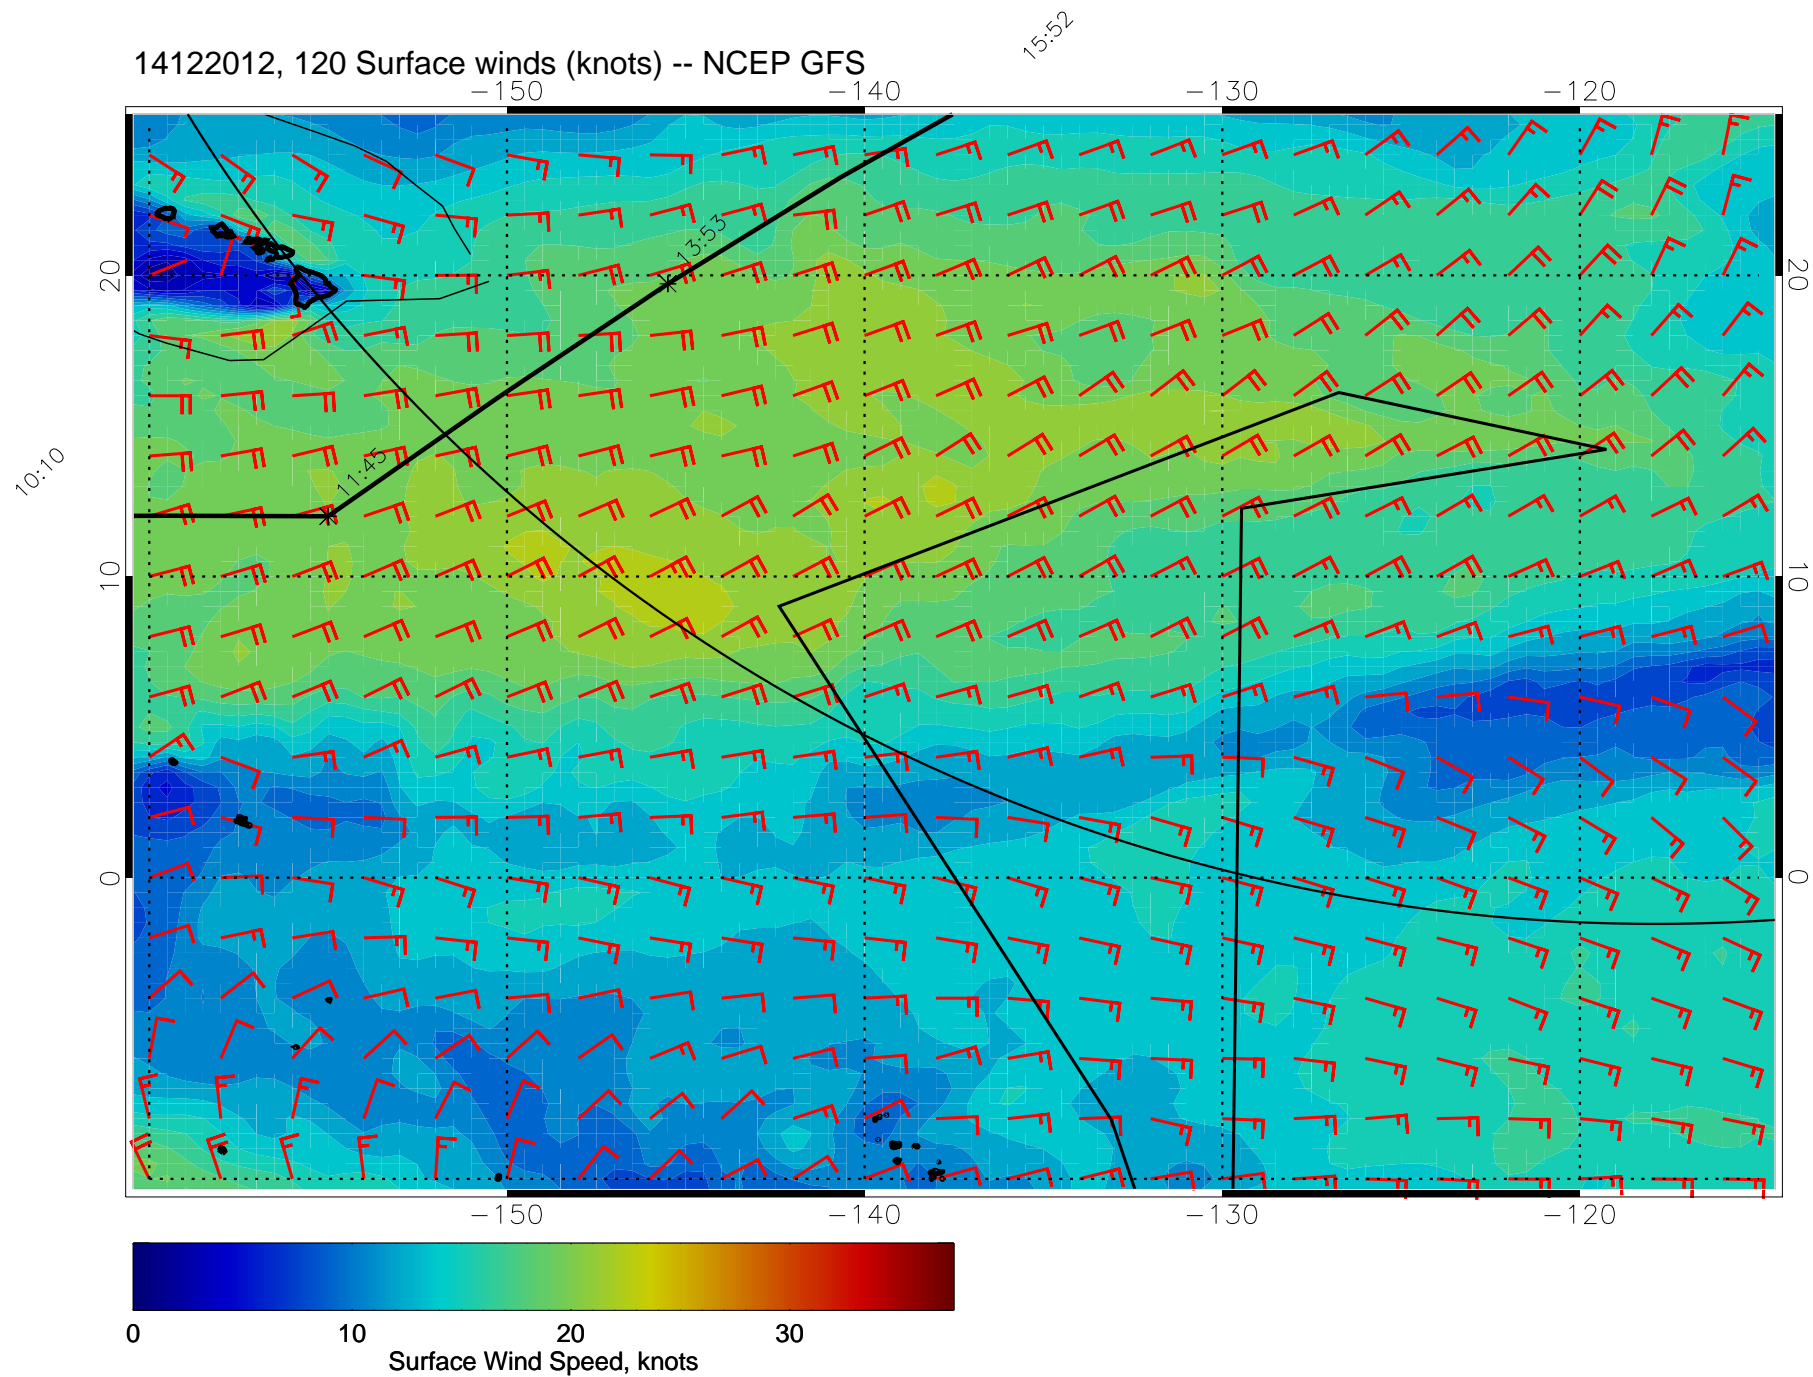 15:52
14122012, 120 Surface winds (knots) -- NCEP GFS
-150 -140 -130 -120
13:53
20 20
10:10
11:45
10 10
0 0
-150 -140 -130 -120
0 10 20 30
Surface Wind Speed, knots